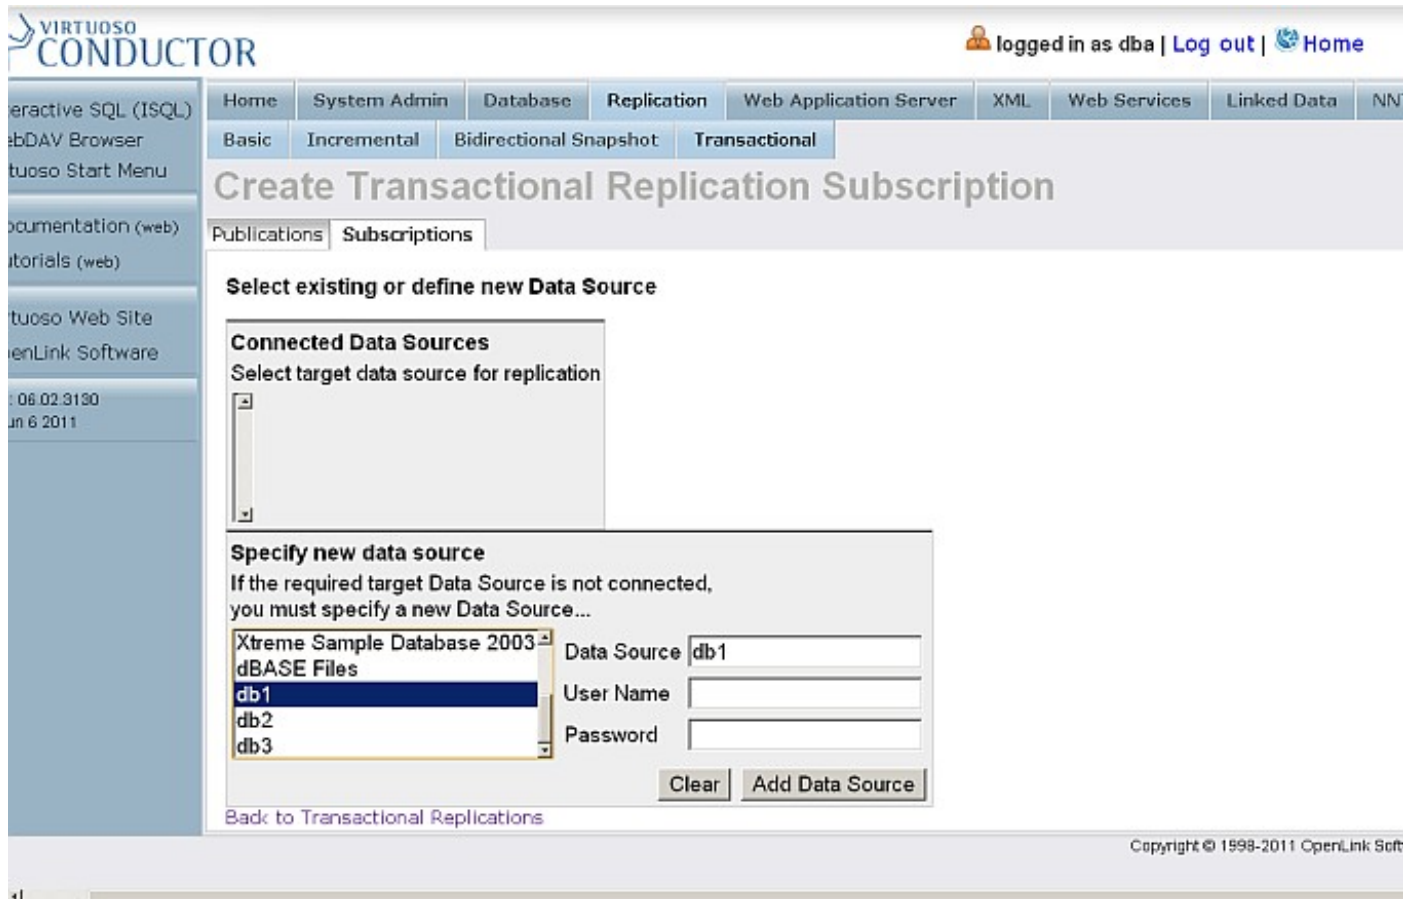 VIRTUOSO
CONDUCTOR
logged in as dba | Log out | Home
teractive SQL (ISQL)
ebDAV Browser
tuoso Start Menu
ocumentation (web)
utorials (web)
tuoso Web Site
enLink Software
: 06.02.3130
un 6 2011
Home System Admin Database Replication Web Application Server XML Web Services Linked Data NN
Basic Incremental Bidirectional Snapshot Transactional
Create Transactional Replication Subscription
Publications Subscriptions
Select existing or define new Data Source
Connected Data Sources
Select target data source for replication
Specify new data source
If the required target Data Source is not connected,
you must specify a new Data Source...
Xtreme Sample Database 2003
dBASE Files
db1
db2
db3
Data Source db1
User Name
Password
Clear Add Data Source
Back to Transactional Replications
Copyright © 1998-2011 OpenLink Soft